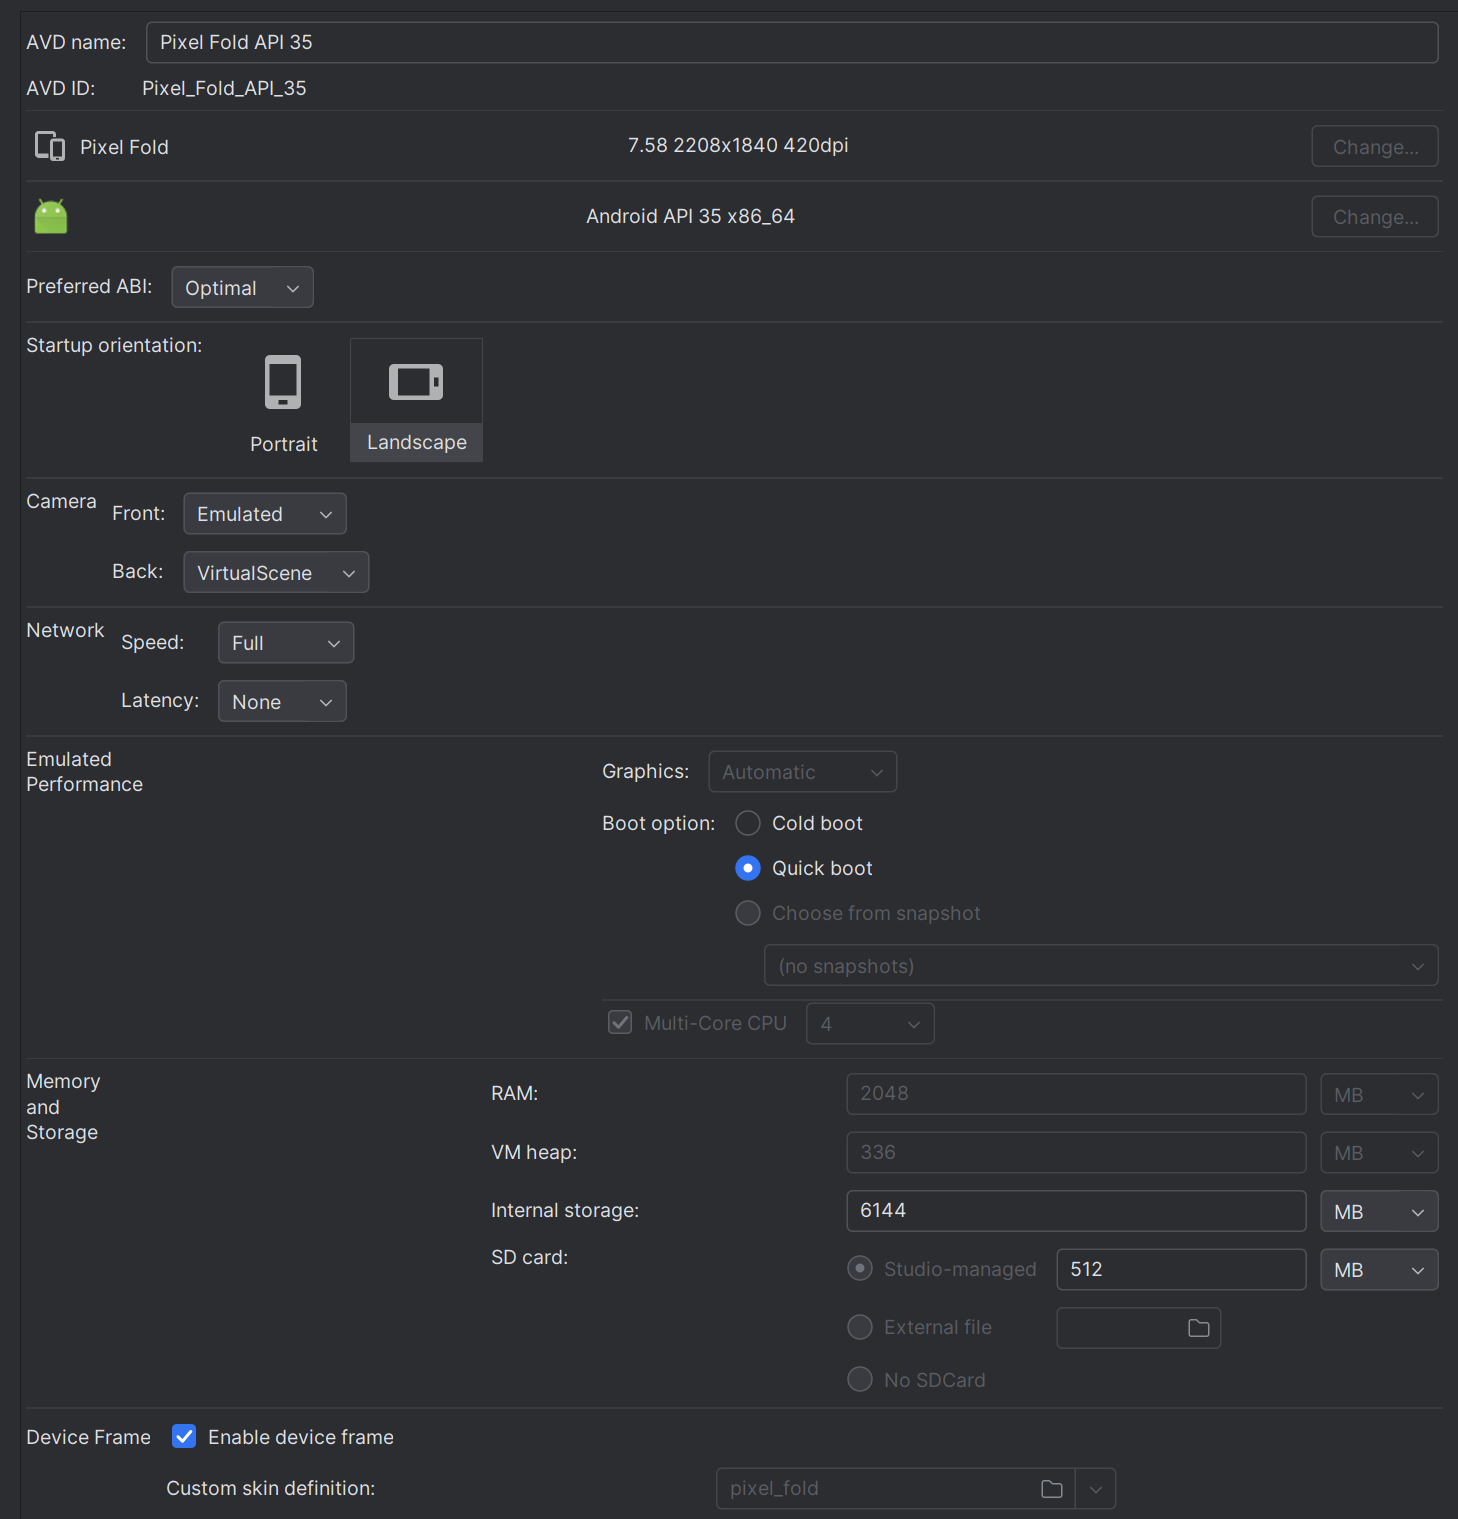 AVD name: Pixel Fold API 35
AVD ID: Pixel_Fold_API_35
Pixel Fold 7.58 2208x1840 420dpi Change...
Android API 35 x86_64 Change...
Preferred ABI: Optimal
Startup orientation:
Portrait Landscape
Camera Front: Emulated
Back: VirtualScene
Network Speed: Full
Latency: None
Emulated
Performance
Graphics: Automatic
Boot option: Cold boot
Quick boot
Choose from snapshot
(no snapshots)
Multi-Core CPU 4
Memory
and
Storage
RAM: 2048 MB
VM heap: 336 MB
Internal storage: 6144 MB
SD card:
Studio-managed 512 MB
External file
No SDCard
Device Frame Enable device frame
Custom skin definition: pixel_fold